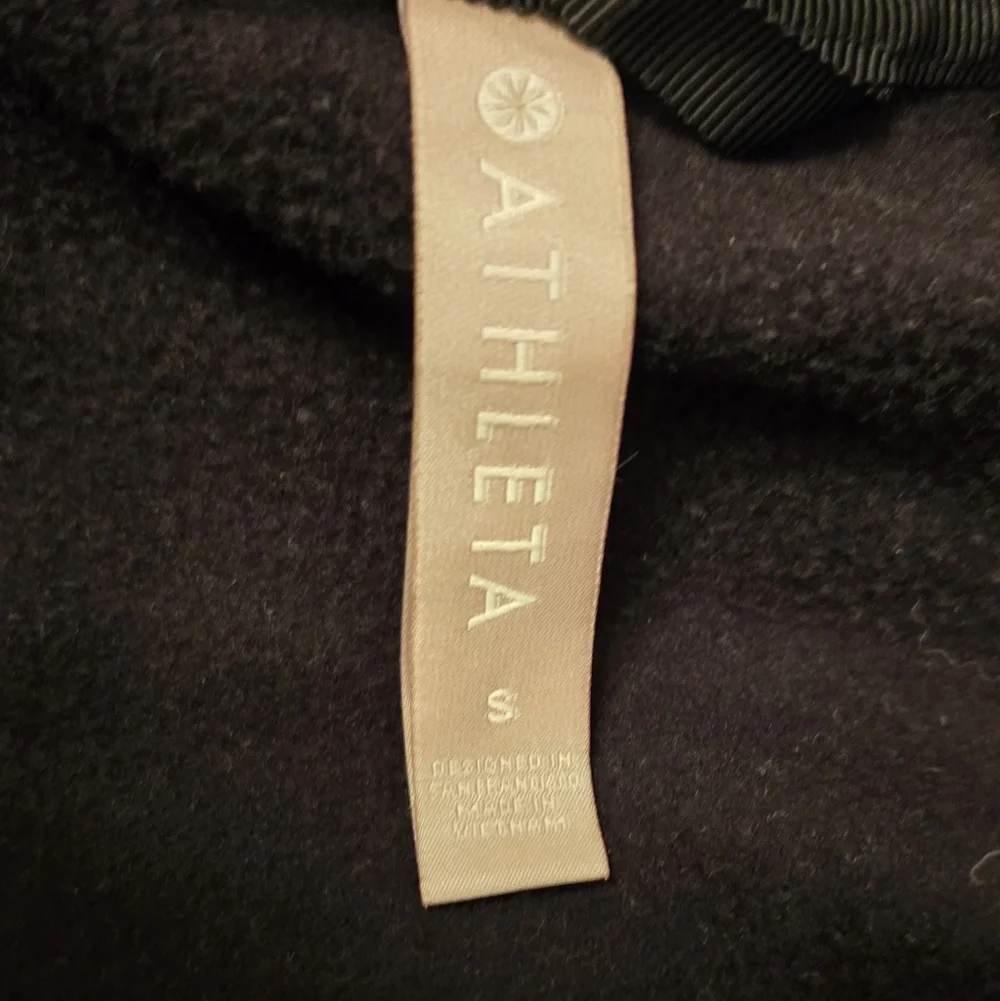 ATHLETA
S
DESIGNED IN
SAN FRANCISCO
MADE IN
VIETNAM